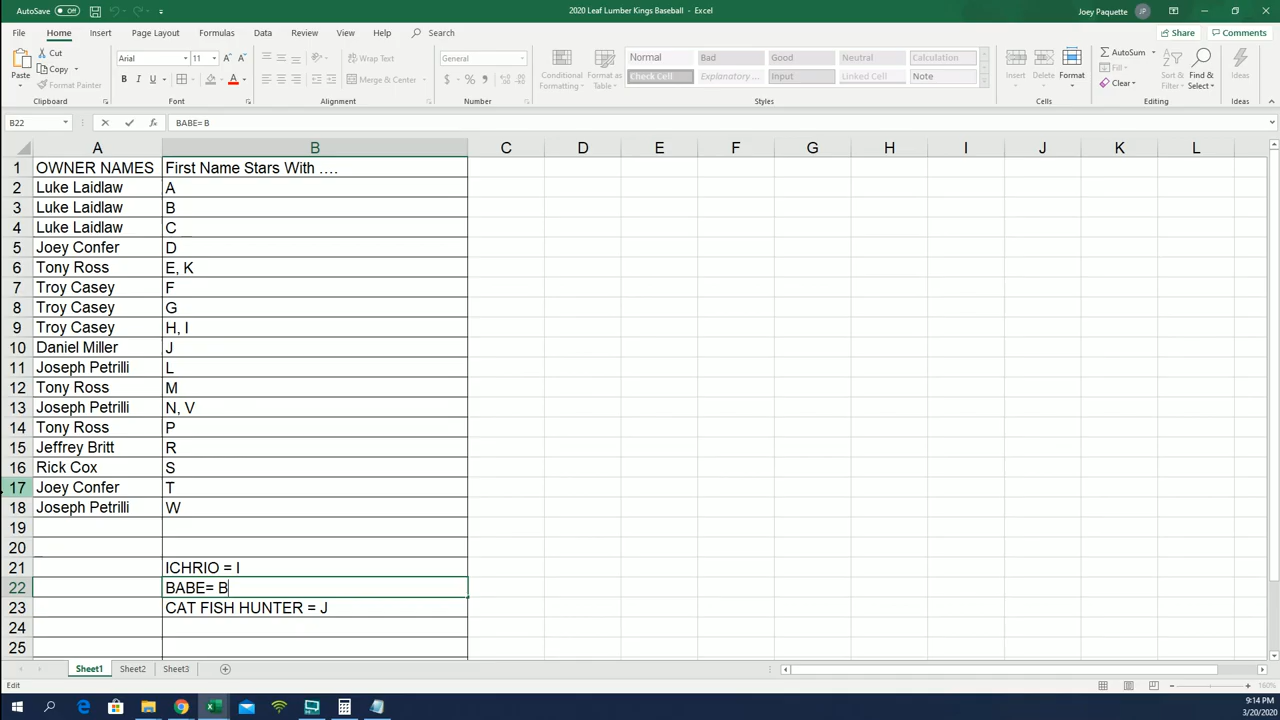 AutoSave Off 2020 Leaf Lumber Kings Baseball - Excel Joey Paquette JP
File Home Insert Page Layout Formulas Data Review View Help Search Share Comments
Cut Arial 11 Wrap Text General Normal Bad Good Neutral Calculation AutoSum
Copy Fill
Paste Format Painter Merge & Center Conditional Formatting Format as Table Check Cell Explanatory ... Input Linked Cell Note Insert Delete Format Clear Sort & Filter Find & Select Ideas
Clipboard Font Alignment Number Styles Cells Editing Ideas
B22 BABE= B
A B C D E F G H I J K L
1 OWNER NAMES First Name Stars With ….
2 Luke Laidlaw A
3 Luke Laidlaw B
4 Luke Laidlaw C
5 Joey Confer D
6 Tony Ross E, K
7 Troy Casey F
8 Troy Casey G
9 Troy Casey H, I
10 Daniel Miller J
11 Joseph Petrilli L
12 Tony Ross M
13 Joseph Petrilli N, V
14 Tony Ross P
15 Jeffrey Britt R
16 Rick Cox S
17 Joey Confer T
18 Joseph Petrilli W
19
20
21 ICHRIO = I
22 BABE= B
23 CAT FISH HUNTER = J
24
25
Sheet1 Sheet2 Sheet3
Edit 160%
9:14 PM
3/20/2020